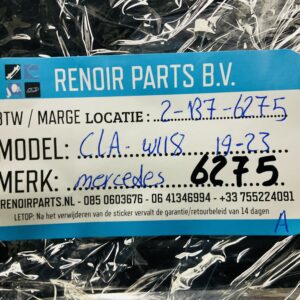 RENOIR PARTS B.V.
BTW / MARGE LOCATIE : 2-137-6275
MODEL: CLA-W118 19-23
MERK: mercedes 6275
RENOIRPARTS.NL - 085 0603676 - 06 41346994 - +33 755224091
LETOP: Na het verwijderen van de sticker vervalt de garantie/retourbeleid van 14 dagen
A